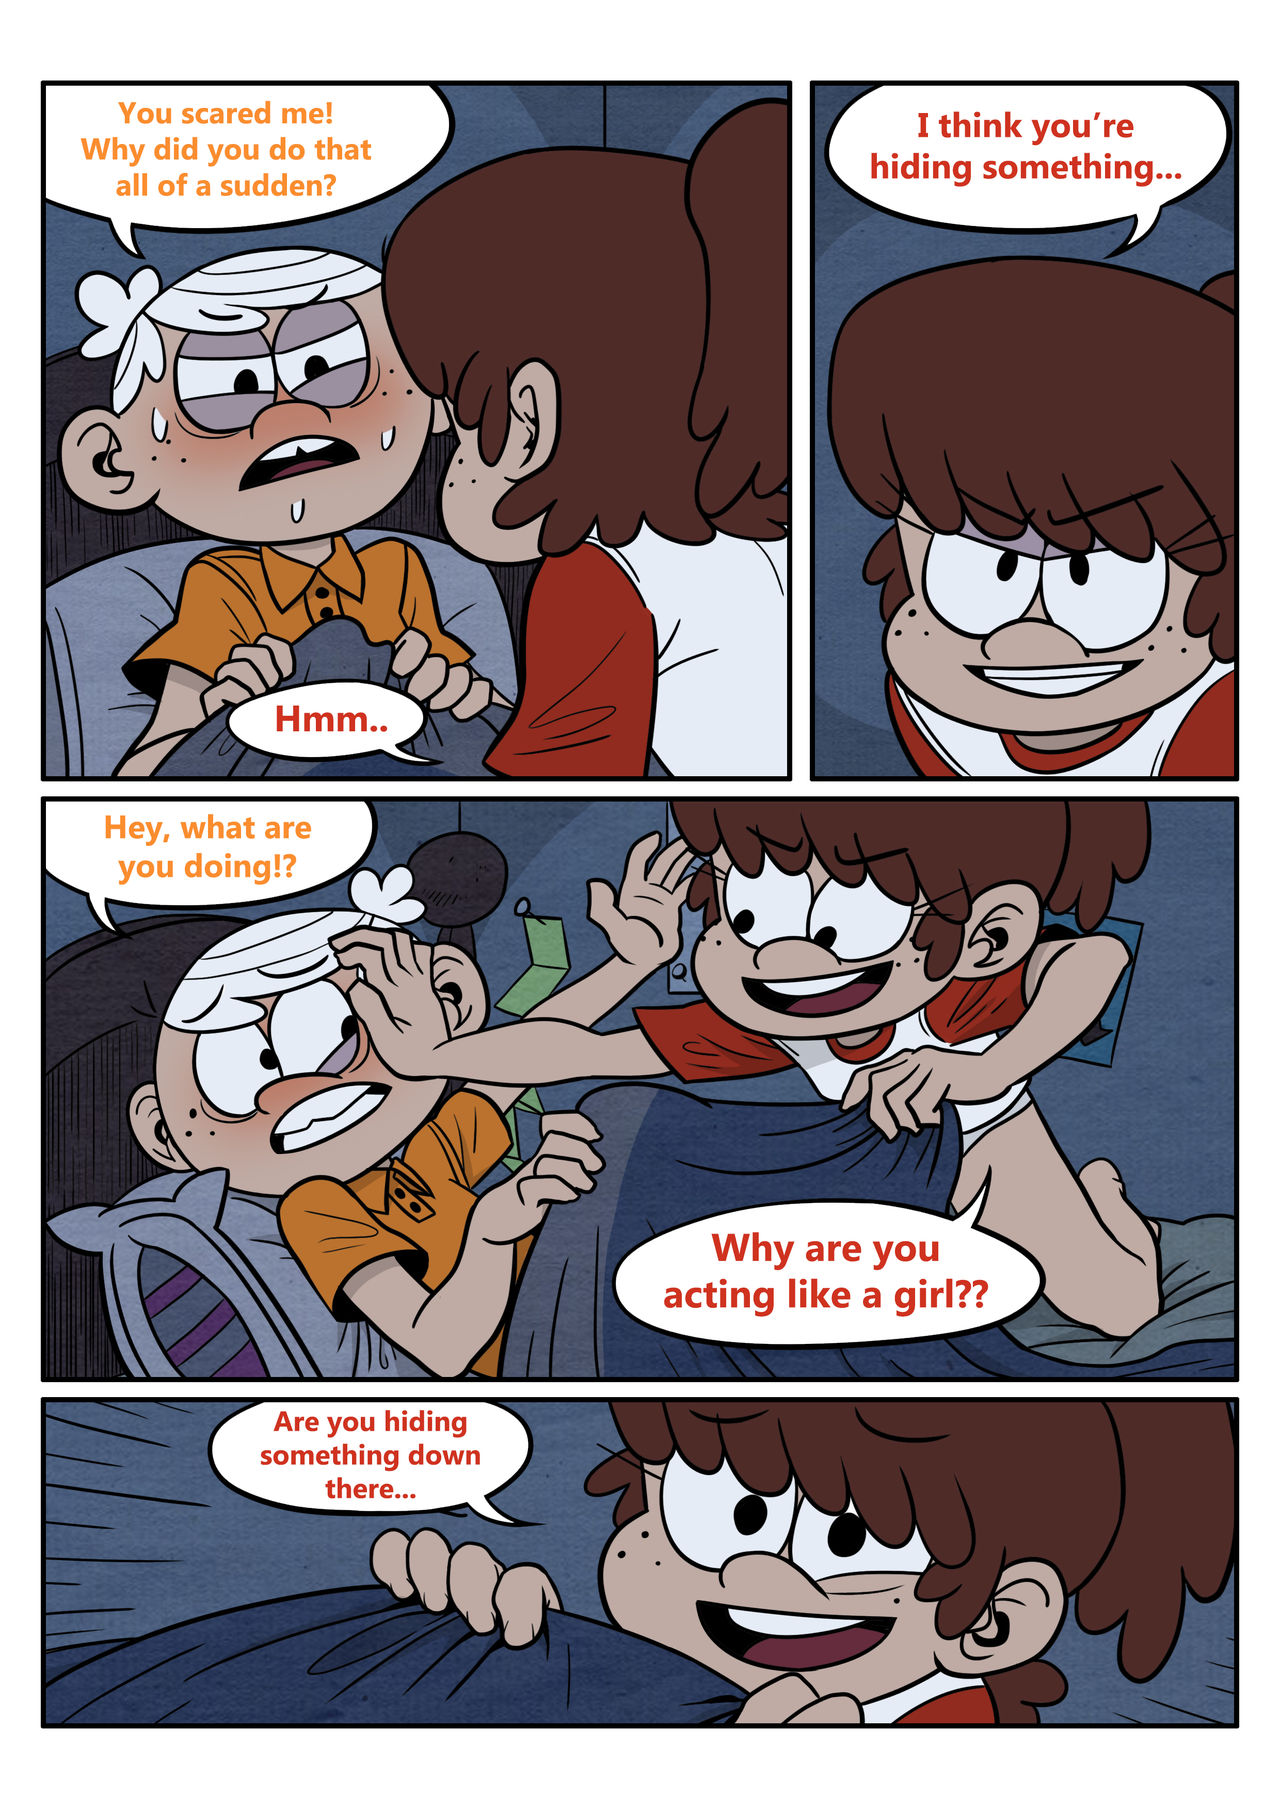 You scared me!
Why did you do that
all of a sudden?
Hmm..
I think you're
hiding something...
Hey, what are
you doing!?
Why are you
acting like a girl??
Are you hiding
something down
there...